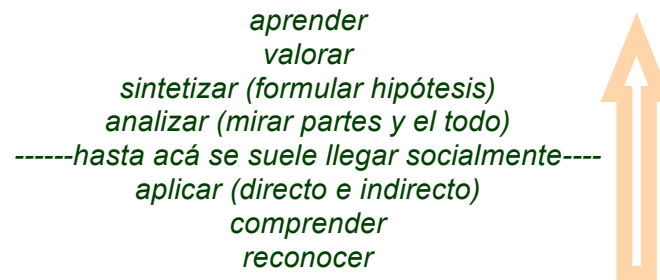 aprender
valorar
sintetizar (formular hipótesis)
analizar (mirar partes y el todo)
------hasta acá se suele llegar socialmente----
aplicar (directo e indirecto)
comprender
reconocer